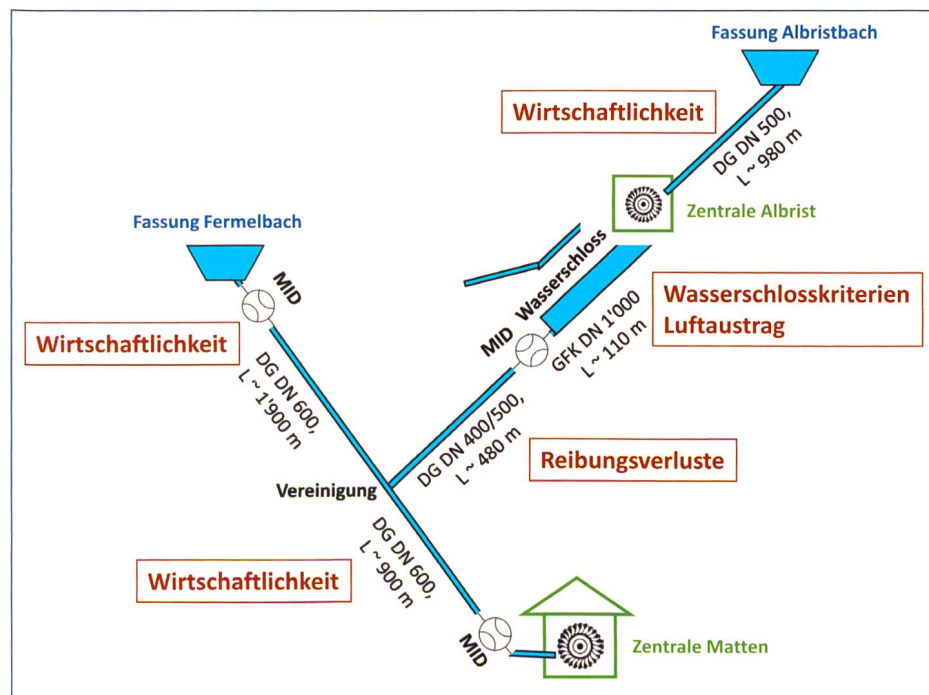 Fassung Albristbach
Wirtschaftlichkeit
DG DN 500,
L ~ 980 m
Zentrale Albrist
Fassung Fermelbach
MID
Wasserschloss
MID
GFK DN 1'000
L ~ 110 m
Wasserschlosskriterien
Luftaustrag
Wirtschaftlichkeit
DG DN 600,
L ~ 1'900 m
DG DN 400/500,
L ~ 480 m
Reibungsverluste
Vereinigung
DG DN 600,
L ~ 900 m
Wirtschaftlichkeit
MID
Zentrale Matten